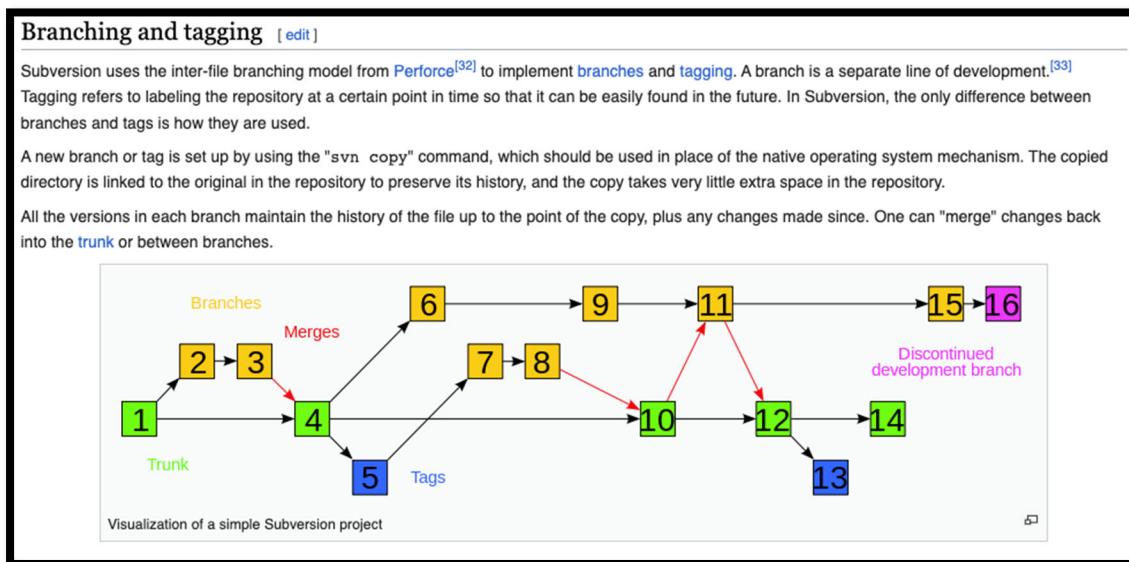 Branching and tagging [ edit ]
Subversion uses the inter-file branching model from Perforce[32] to implement branches and tagging. A branch is a separate line of development.[33]
Tagging refers to labeling the repository at a certain point in time so that it can be easily found in the future. In Subversion, the only difference between
branches and tags is how they are used.
A new branch or tag is set up by using the "svn copy" command, which should be used in place of the native operating system mechanism. The copied
directory is linked to the original in the repository to preserve its history, and the copy takes very little extra space in the repository.
All the versions in each branch maintain the history of the file up to the point of the copy, plus any changes made since. One can "merge" changes back
into the trunk or between branches.
Branches
6 9 11 15 16
Merges
2 3 7 8
Discontinued
development branch
1 4 10 12 14
Trunk
5 Tags 13
Visualization of a simple Subversion project